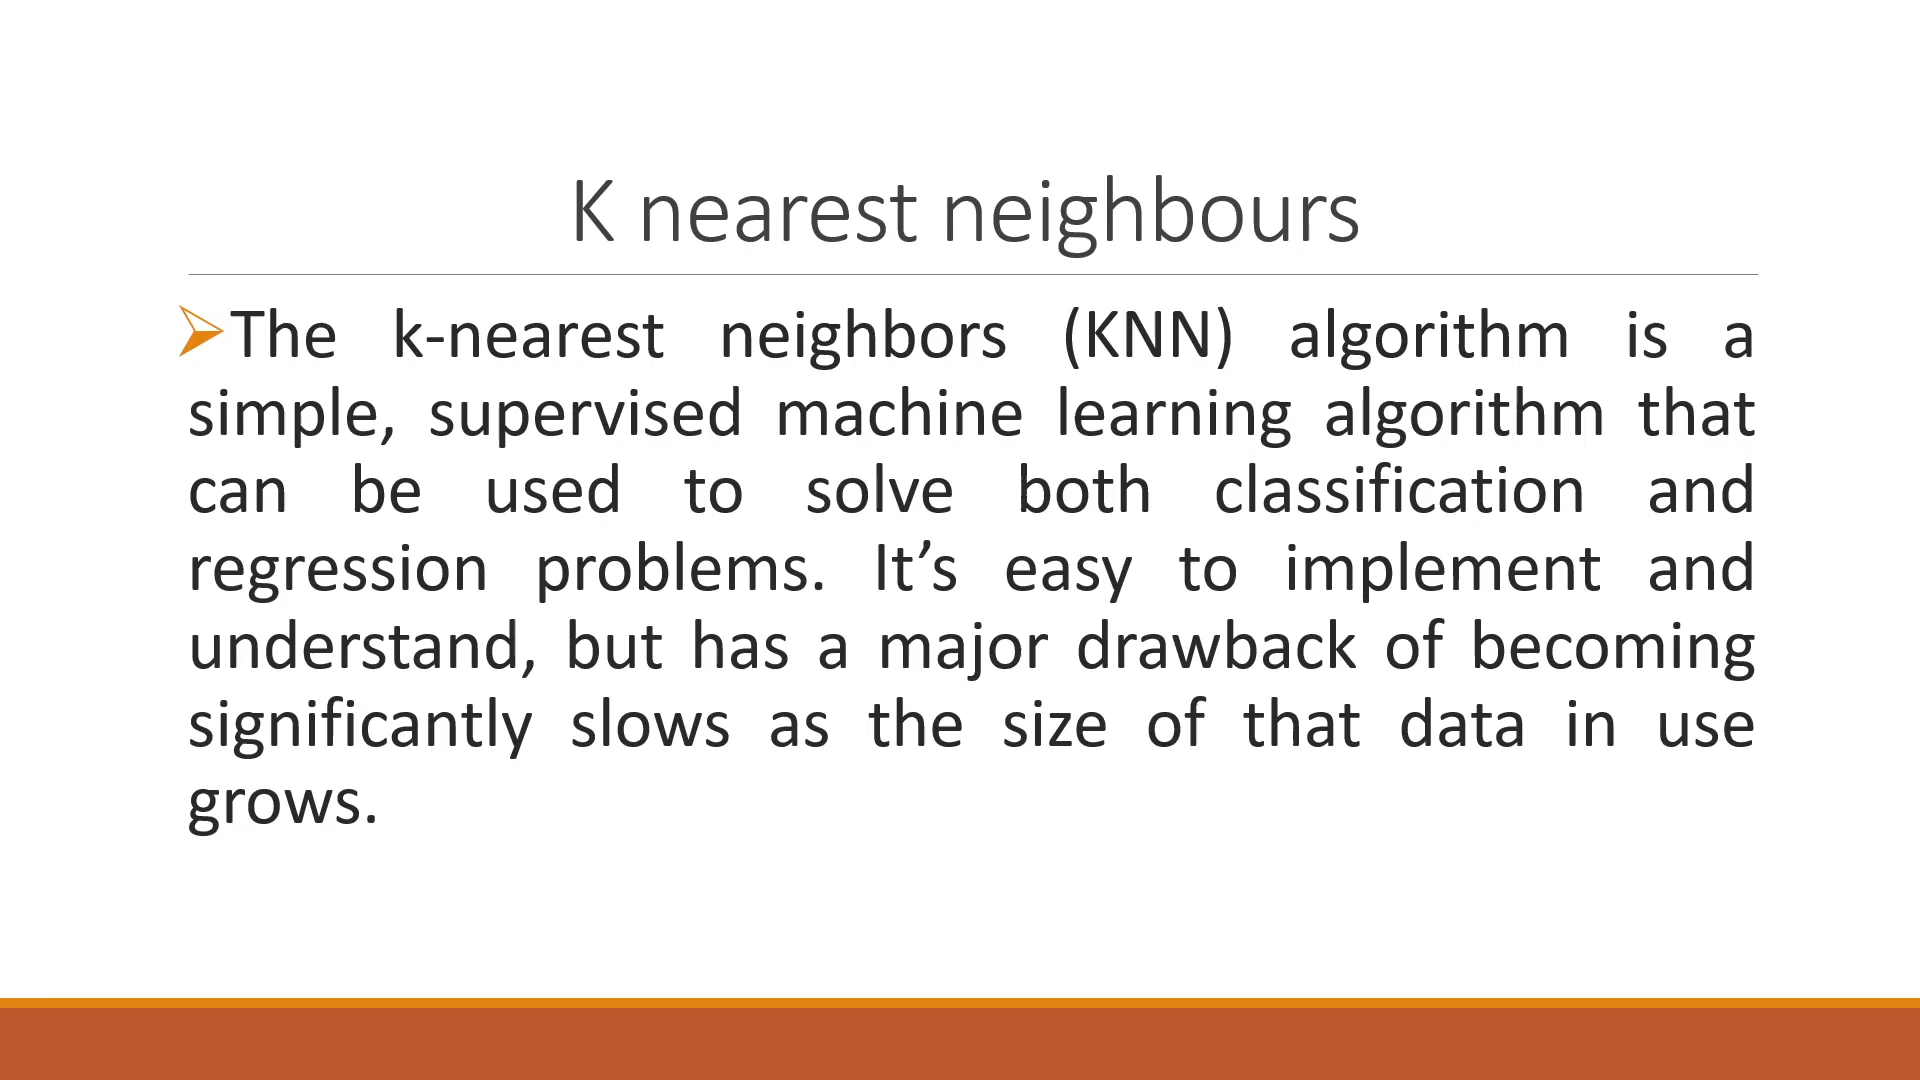 K nearest neighbours
The k-nearest neighbors (KNN) algorithm is a
simple, supervised machine learning algorithm that
can be used to solve both classification and
regression problems. It’s easy to implement and
understand, but has a major drawback of becoming
significantly slows as the size of that data in use
grows.